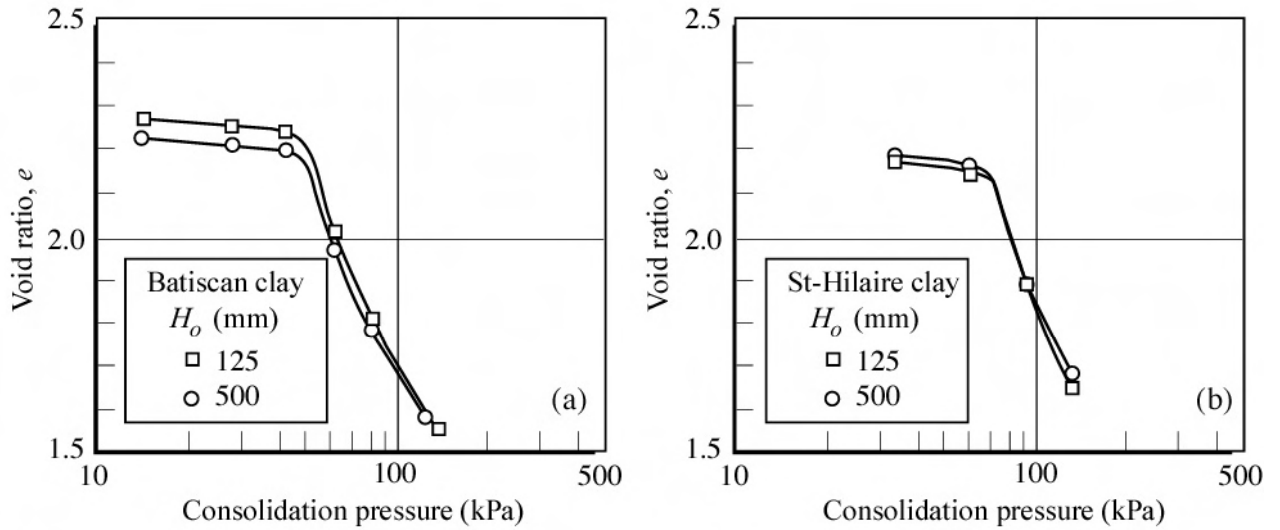 2.5
2.0
1.5
Void ratio, e
Batiscan clay
H_o (mm)
125
500
(a)
10
100
500
Consolidation pressure (kPa)
2.5
2.0
1.5
Void ratio, e
St-Hilaire clay
H_o (mm)
125
500
(b)
10
100
500
Consolidation pressure (kPa)